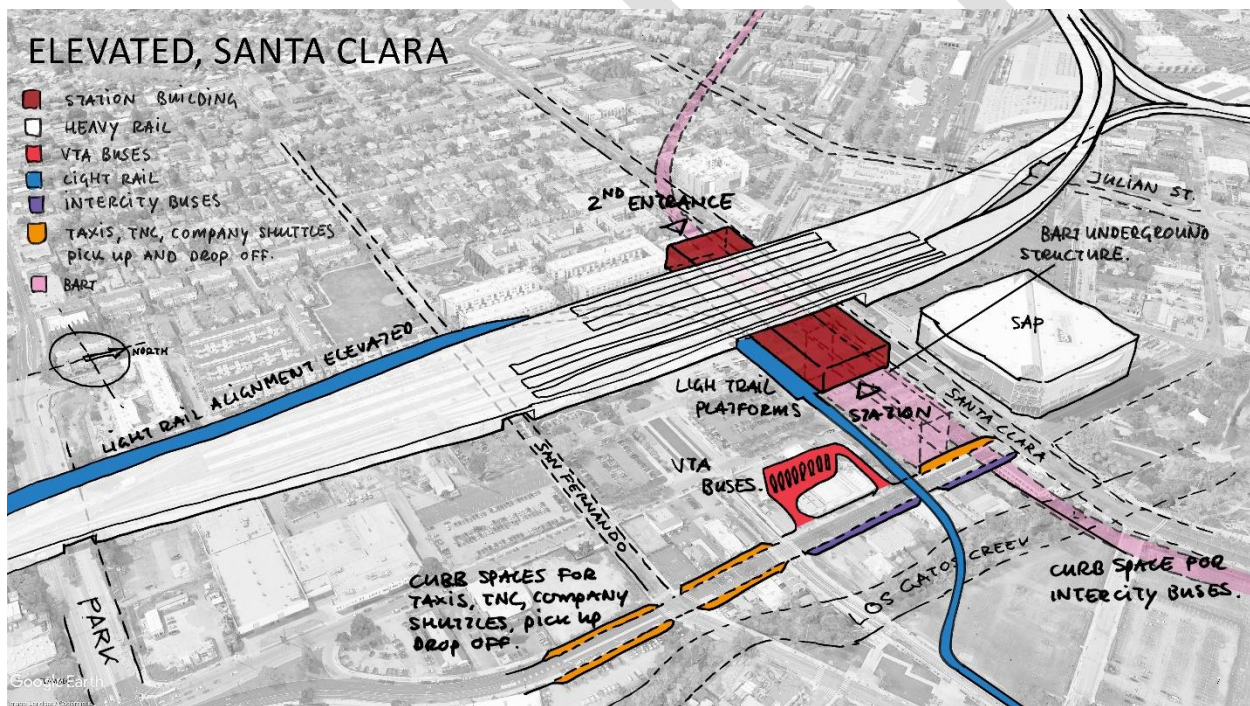 ELEVATED, SANTA CLARA
STATION BUILDING
HEAVY RAIL
VTA BUSES
LIGHT RAIL
INTERCITY BUSES
TAXIS, TNC, COMPANY SHUTTLES
PICK UP AND DROP OFF.
BART
NORTH
2ND ENTRANCE
JULIAN ST.
BART UNDERGROUND
STRUCTURE.
SAP
LIGHT RAIL ALIGNMENT ELEVATED
LIGH TRAIL
PLATFORMS
STATION
SANTA CLARA
SAN FERNANDO
VTA
BUSES.
OS GATOS CREEK
CURB SPACES FOR
TAXIS, TNC, COMPANY
SHUTTLES, PICK UP
DROP OFF.
CURB SPACE FOR
INTERCITY BUSES.
PARK
Google Earth